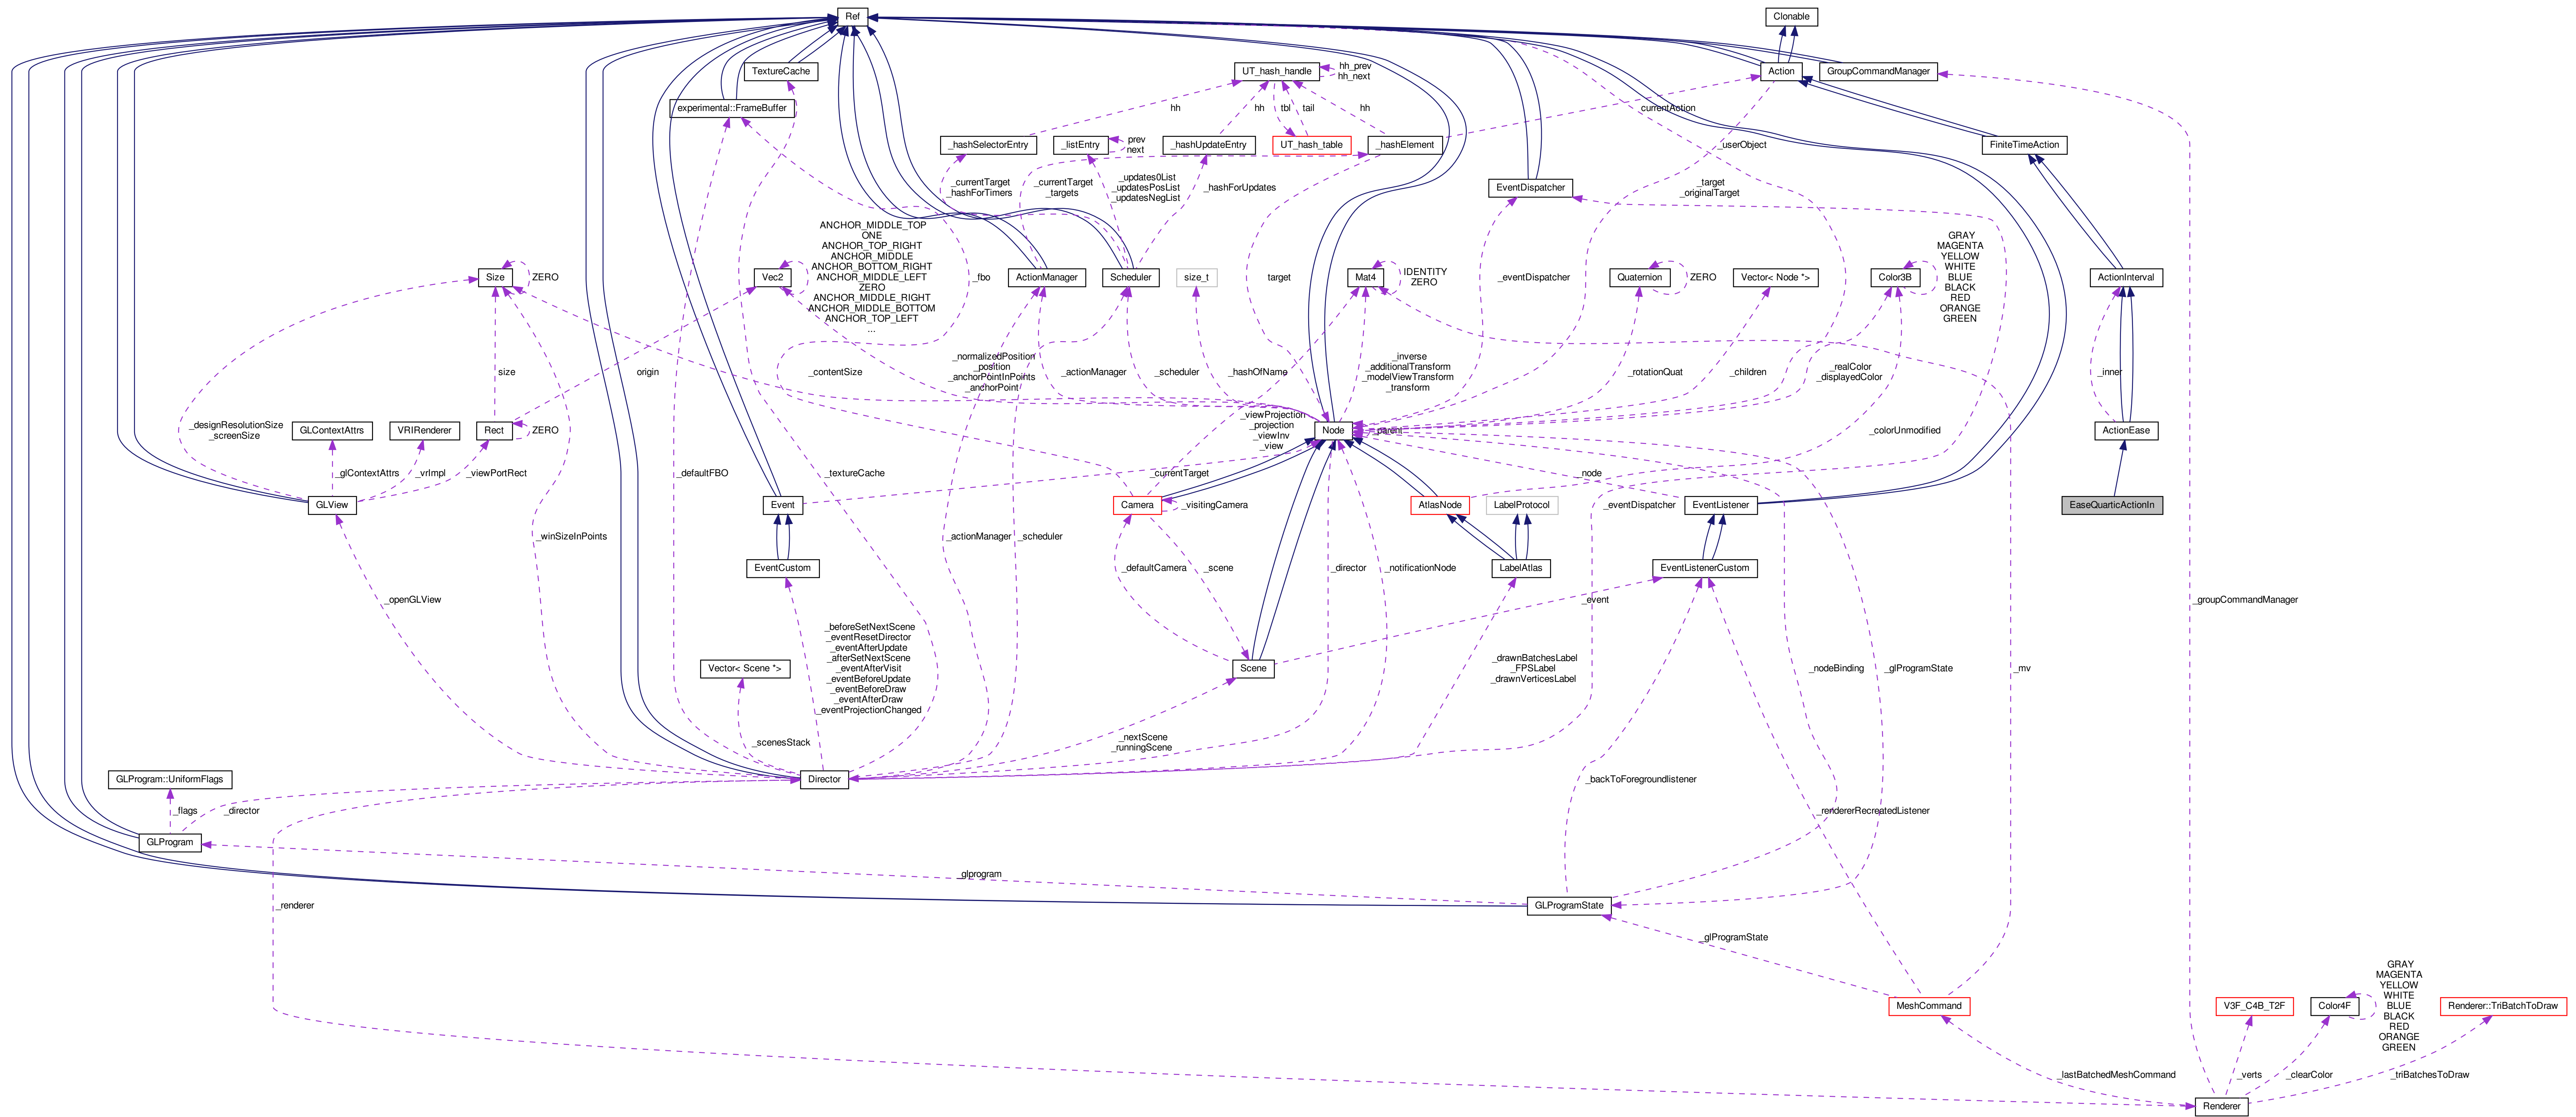 Ref
Clonable
TextureCache
UT_hash_handle
hh_prev
hh_next
Action
GroupCommandManager
experimental::FrameBuffer
hh
hh
tbl
tail
hh
currentAction
_hashSelectorEntry
_listEntry
prev
next
_hashUpdateEntry
UT_hash_table
_hashElement
_userObject
FiniteTimeAction
_currentTarget
_hashForTimers
_currentTarget
_targets
_updates0List
_updatesPosList
_updatesNegList
_hashForUpdates
EventDispatcher
_target
_originalTarget
ANCHOR_MIDDLE_TOP
ONE
ANCHOR_TOP_RIGHT
ANCHOR_MIDDLE
ANCHOR_BOTTOM_RIGHT
ANCHOR_MIDDLE_LEFT
ZERO
ANCHOR_MIDDLE_RIGHT
ANCHOR_MIDDLE_BOTTOM
ANCHOR_TOP_LEFT
...
GRAY
MAGENTA
YELLOW
WHITE
BLUE
BLACK
RED
ORANGE
GREEN
Size
ZERO
Vec2
_fbo
ActionManager
Scheduler
size_t
target
Mat4
IDENTITY
ZERO
_eventDispatcher
Quaternion
ZERO
Vector< Node *>
Color3B
ActionInterval
size
origin
_contentSize
_normalizedPosition
_position
_anchorPointInPoints
_anchorPoint
_actionManager
_scheduler
_hashOfName
_inverse
_additionalTransform
_modelViewTransform
_transform
_rotationQuat
_children
_realColor
_displayedColor
_inner
_designResolutionSize
_screenSize
GLContextAttrs
VRIRenderer
Rect
ZERO
_viewProjection
_projection
_viewInv
_view
Node
_parent
_colorUnmodified
ActionEase
_glContextAttrs
_vrImpl
_viewPortRect
_defaultFBO
_textureCache
_currentTarget
_node
GLView
Event
Camera
_visitingCamera
AtlasNode
LabelProtocol
_eventDispatcher
EventListener
EaseQuarticActionIn
_winSizeInPoints
_actionManager
_scheduler
EventCustom
_defaultCamera
_scene
_director
_notificationNode
LabelAtlas
EventListenerCustom
_openGLView
_event
_groupCommandManager
_beforeSetNextScene
_eventResetDirector
_eventAfterUpdate
_afterSetNextScene
_eventAfterVisit
_eventBeforeUpdate
_eventBeforeDraw
_eventAfterDraw
_eventProjectionChanged
Vector< Scene *>
Scene
_drawnBatchesLabel
_FPSLabel
_drawnVerticesLabel
_nodeBinding
_glProgramState
_mv
_scenesStack
_nextScene
_runningScene
GLProgram::UniformFlags
Director
_backToForegroundlistener
_flags
_director
_rendererRecreatedListener
GLProgram
_glprogram
_renderer
GLProgramState
_glProgramState
GRAY
MAGENTA
YELLOW
WHITE
BLUE
BLACK
RED
ORANGE
GREEN
MeshCommand
V3F_C4B_T2F
Color4F
Renderer::TriBatchToDraw
_lastBatchedMeshCommand
_verts
_clearColor
_triBatchesToDraw
Renderer